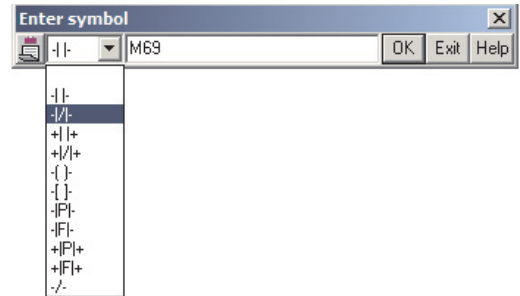 Enter symbol
-| |- M69 OK Exit Help
-| |-
-|/|-
+| |+
+|/|+
-( )-
-[ ]-
-|P|-
-|F|-
+|P|+
+|F|+
-/-